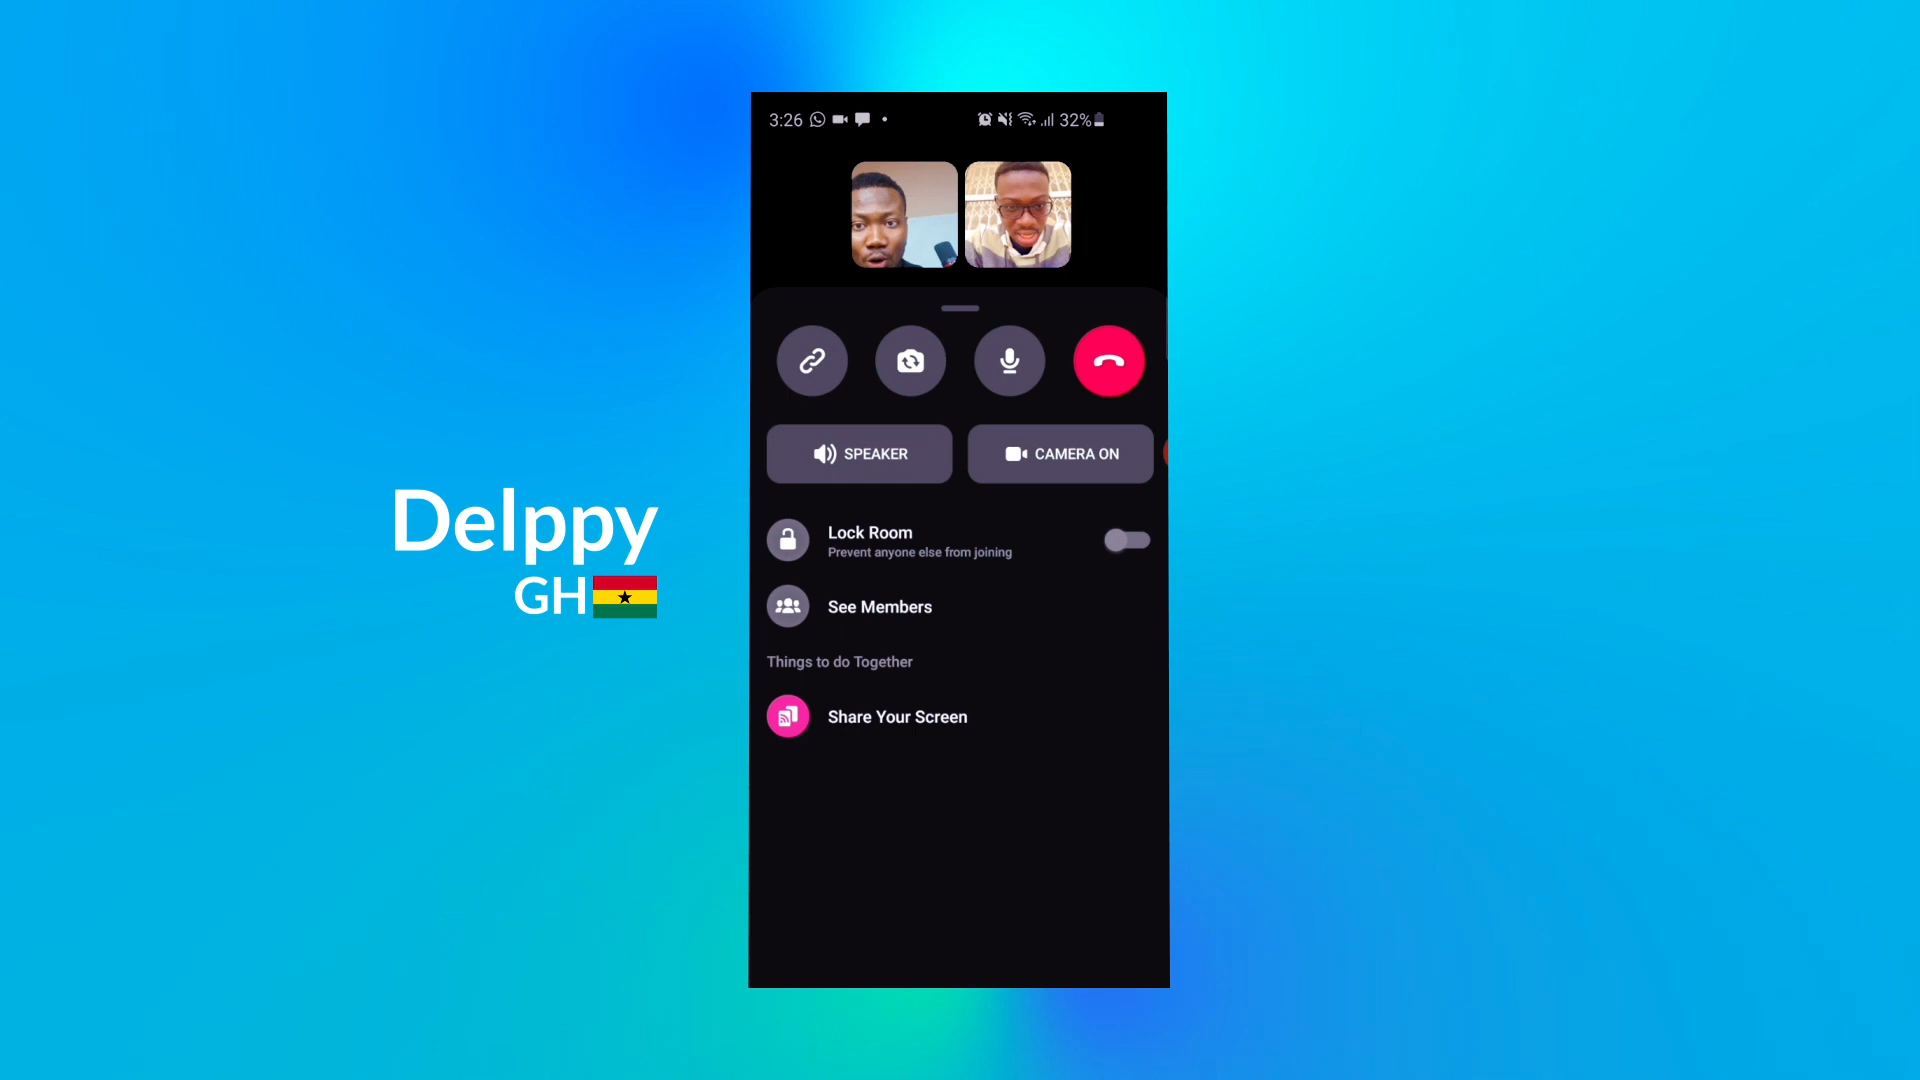 3:26
32%
SPEAKER
CAMERA ON
Delppy
GH
Lock Room
Prevent anyone else from joining
See Members
Things to do Together
Share Your Screen